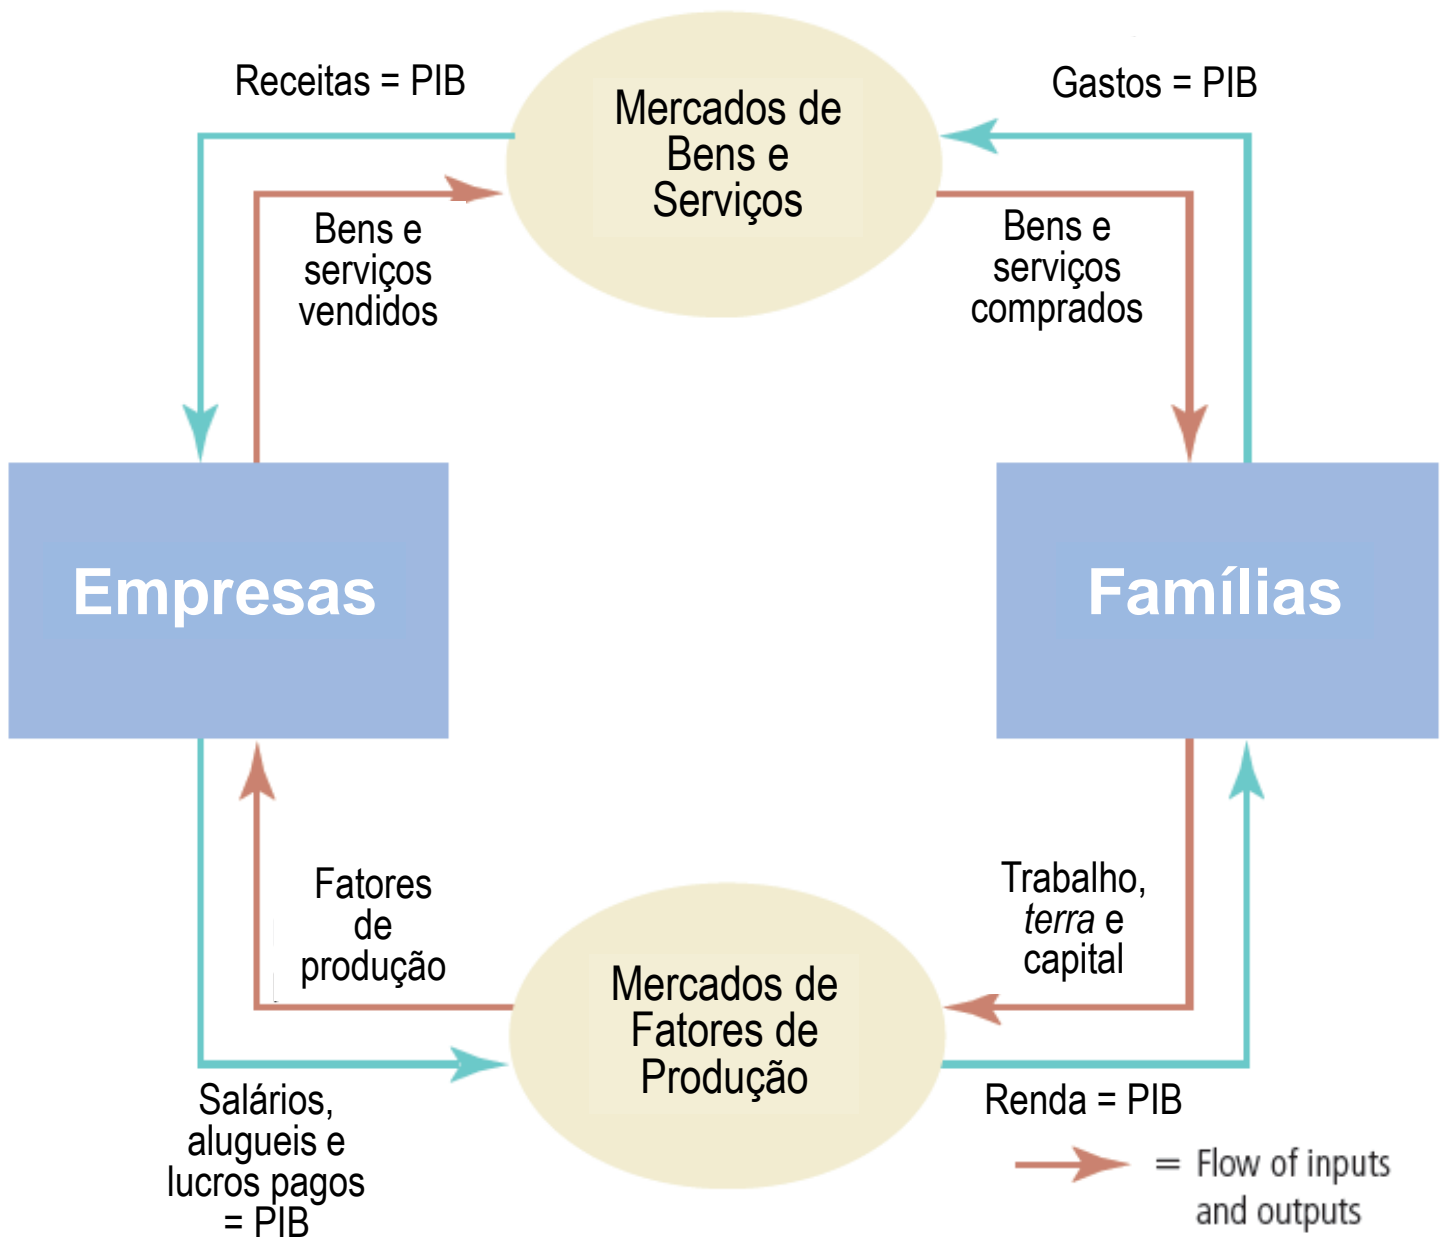 Receitas = PIB
Gastos = PIB
Mercados de
Bens e
Serviços
Bens e
serviços
vendidos
Bens e
serviços
comprados
Empresas
Famílias
Fatores
de
produção
Trabalho,
terra e
capital
Mercados de
Fatores de
Produção
Salários,
alugueis e
lucros pagos
= PIB
Renda = PIB
= Flow of inputs
and outputs